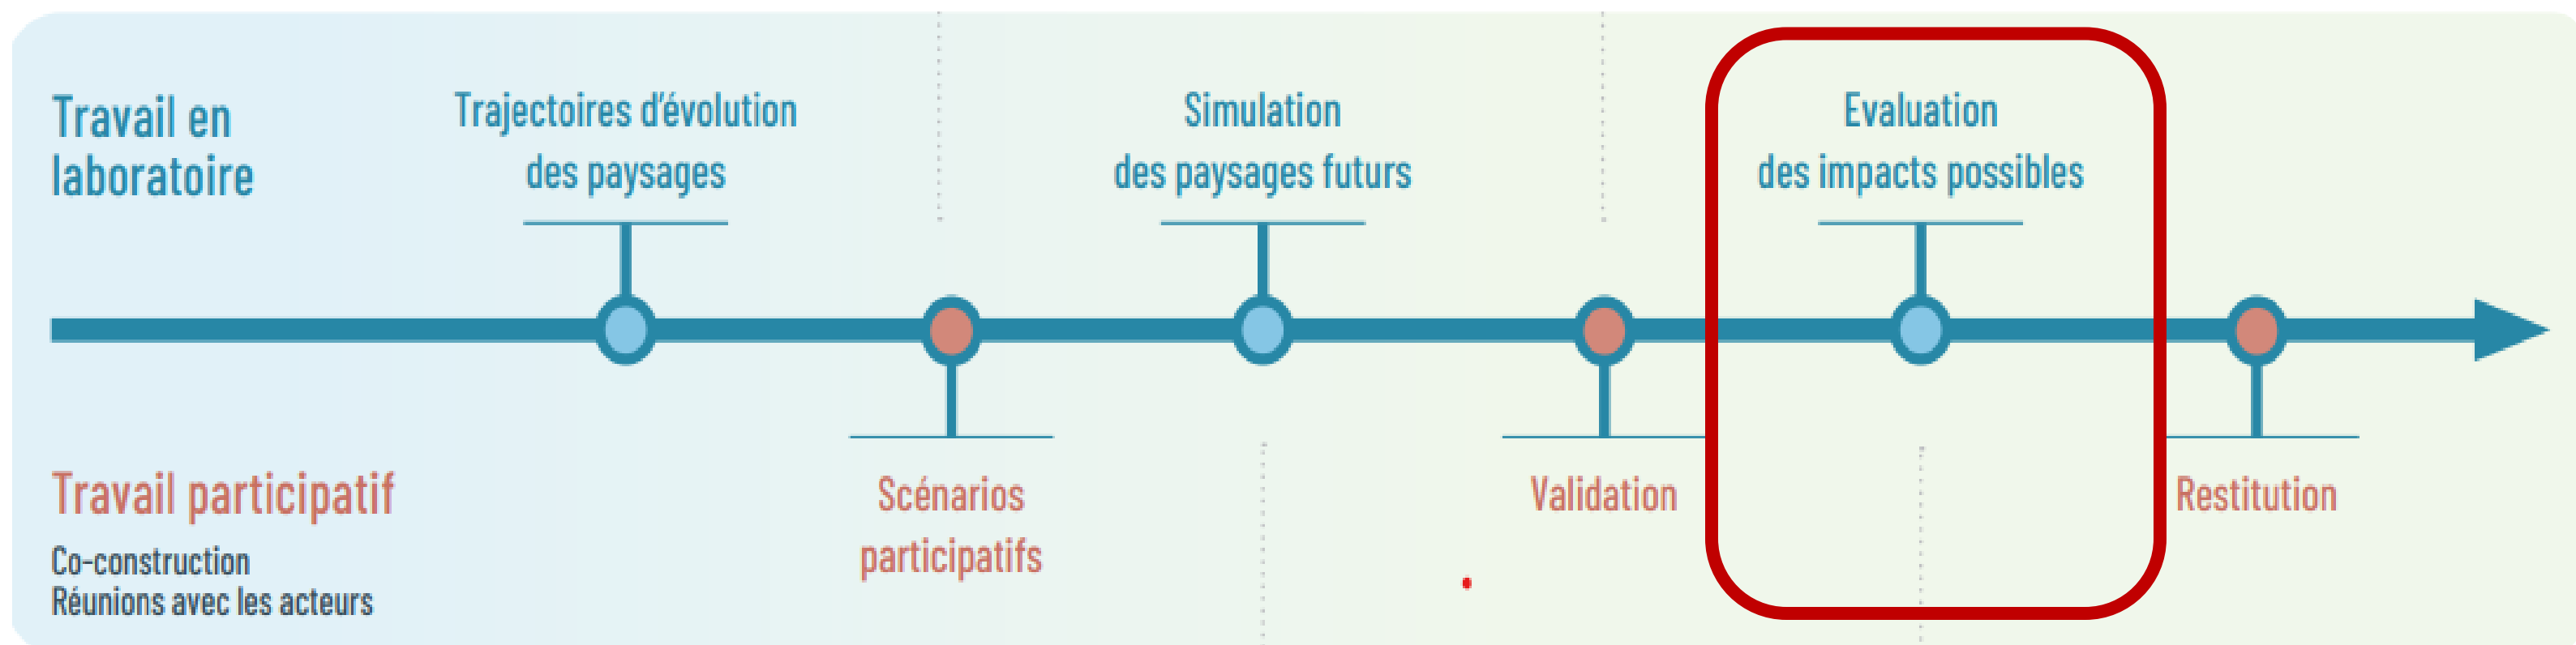 Travail en
laboratoire
Trajectoires d'évolution
des paysages
Simulation
des paysages futurs
Evaluation
des impacts possibles
Travail participatif
Co-construction
Réunions avec les acteurs
Scénarios
participatifs
Validation
Restitution